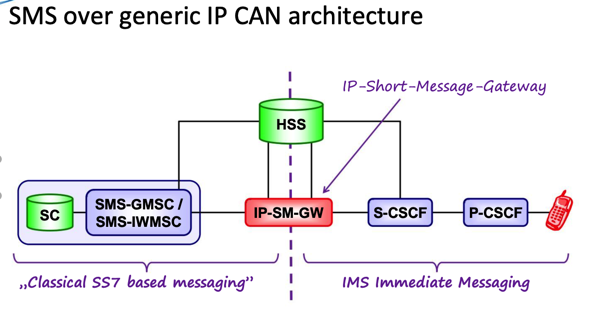 SMS over generic IP CAN architecture
IP-Short-Message-Gateway
HSS
SC
SMS-GMSC /
SMS-IWMSC
IP-SM-GW
S-CSCF
P-CSCF
„Classical SS7 based messaging”
IMS Immediate Messaging